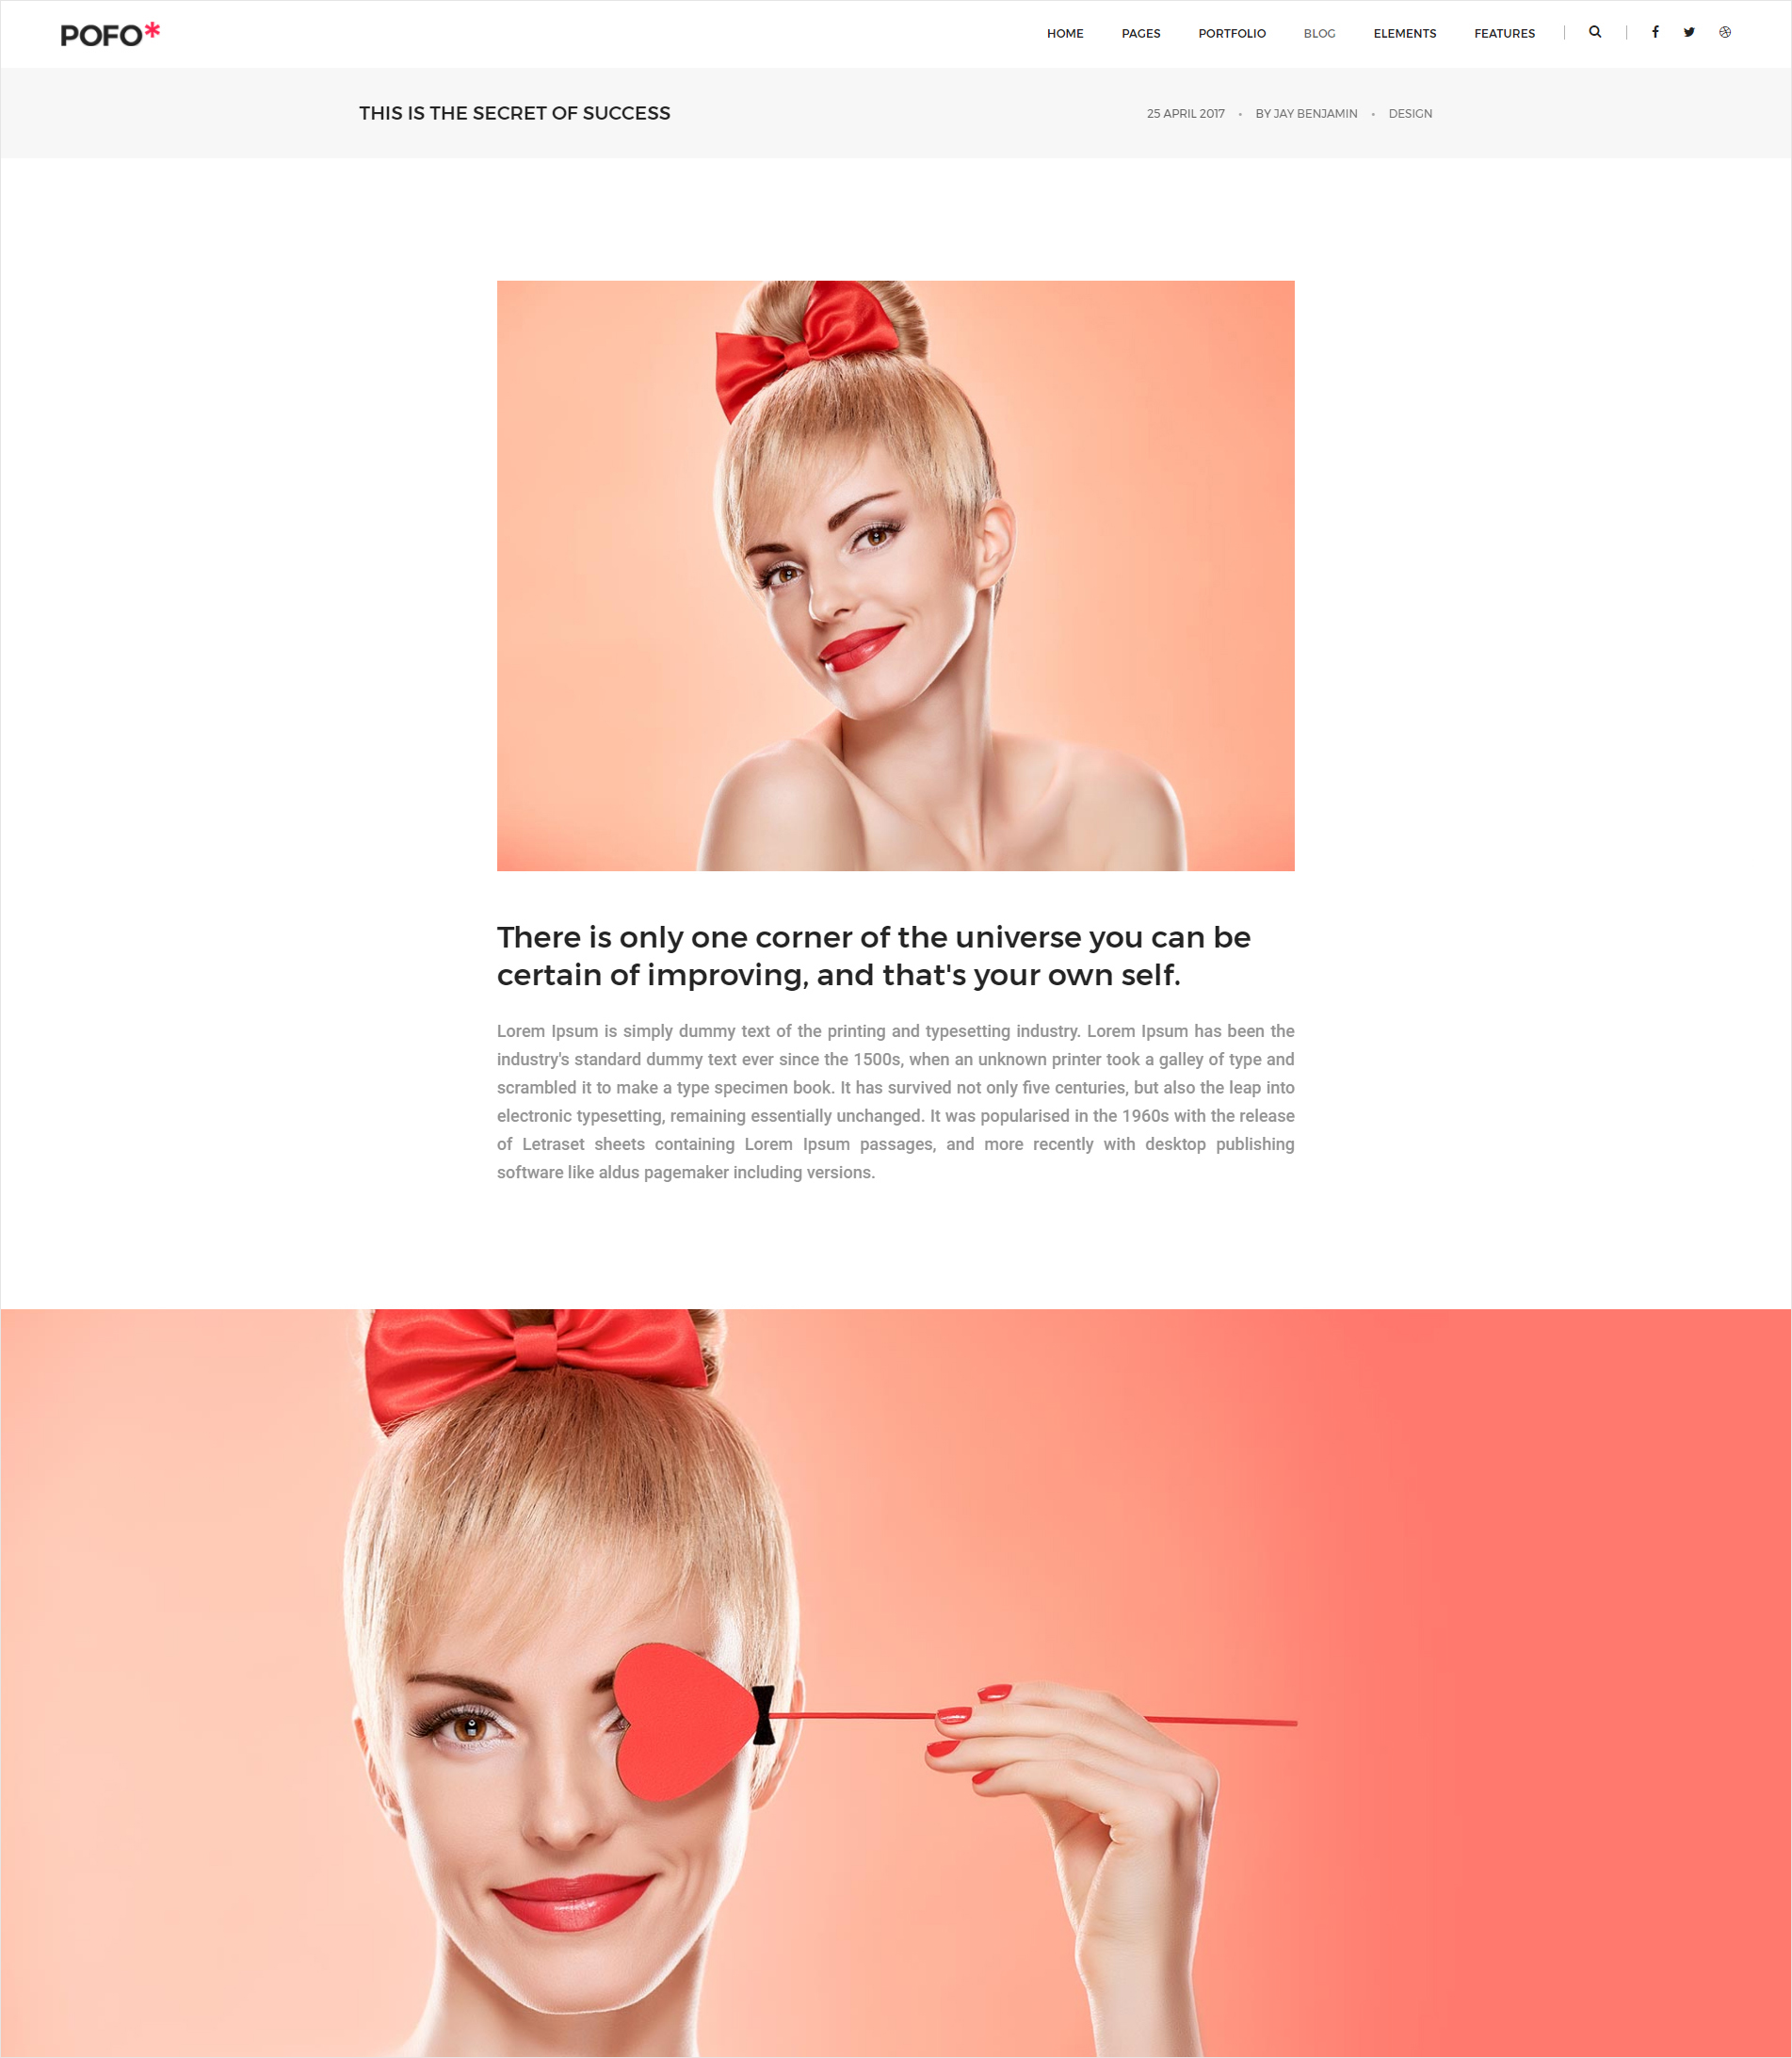 POFO*
HOME PAGES PORTFOLIO BLOG ELEMENTS FEATURES
THIS IS THE SECRET OF SUCCESS
25 APRIL 2017 • BY JAY BENJAMIN • DESIGN
There is only one corner of the universe you can be
certain of improving, and that's your own self.
Lorem Ipsum is simply dummy text of the printing and typesetting industry. Lorem Ipsum has been the
industry's standard dummy text ever since the 1500s, when an unknown printer took a galley of type and
scrambled it to make a type specimen book. It has survived not only five centuries, but also the leap into
electronic typesetting, remaining essentially unchanged. It was popularised in the 1960s with the release
of Letraset sheets containing Lorem Ipsum passages, and more recently with desktop publishing
software like aldus pagemaker including versions.